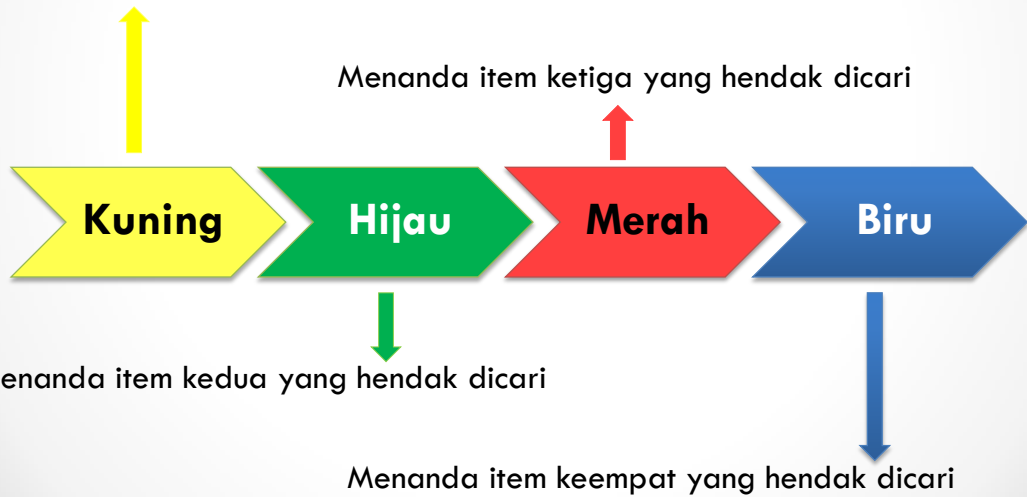 Menanda item ketiga yang hendak dicari
Kuning
Hijau
Merah
Biru
enanda item kedua yang hendak dicari
Menanda item keempat yang hendak dicari